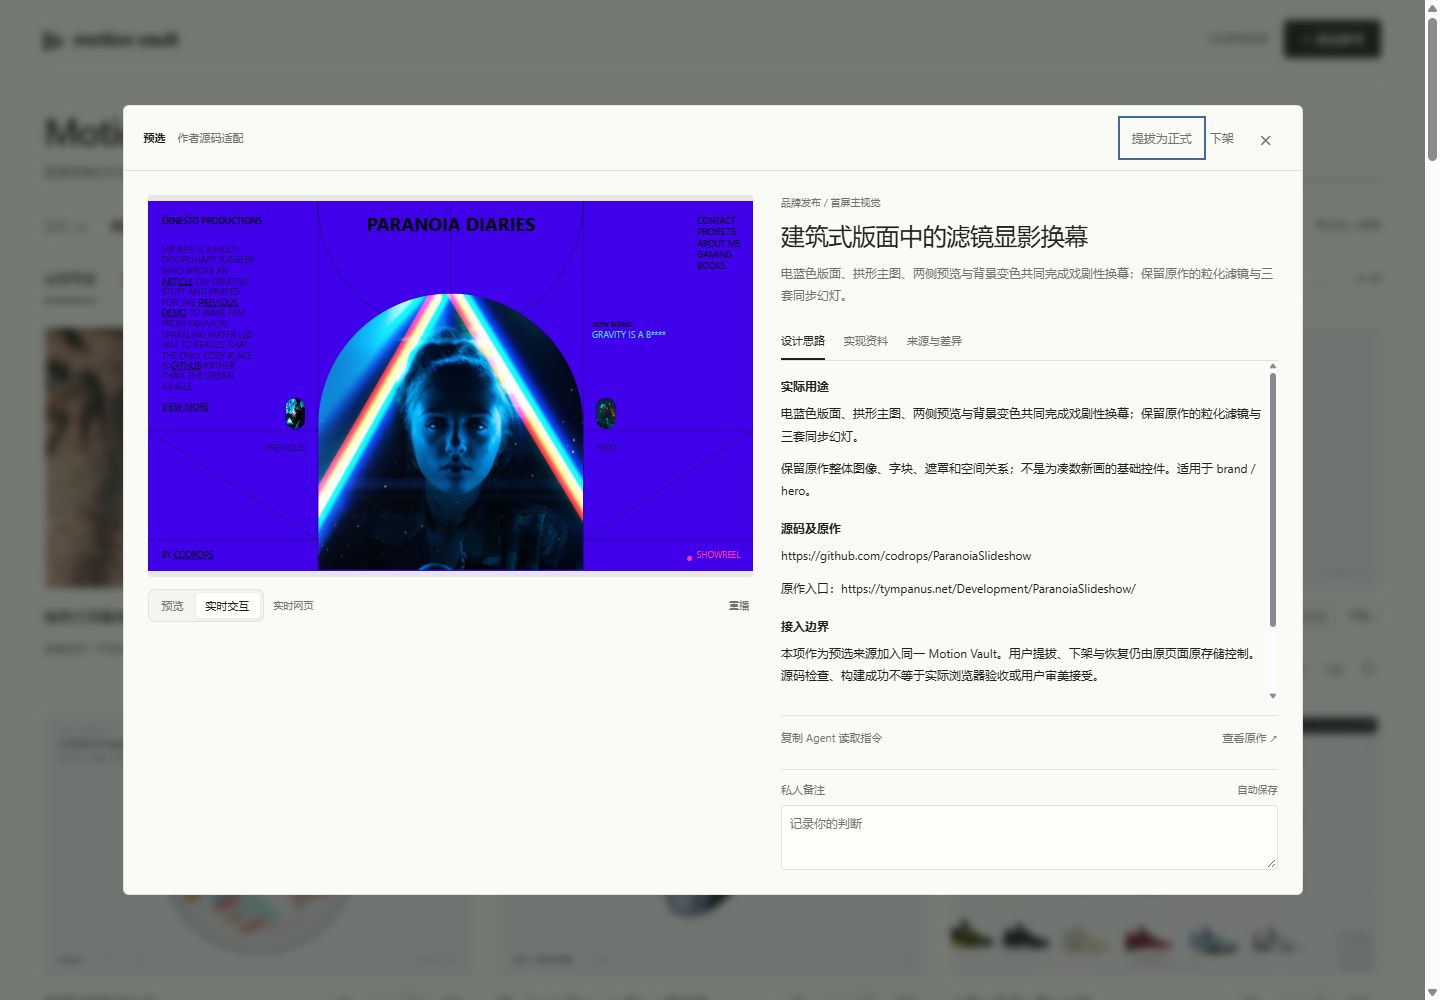 motion vault
预选
作者源码适配
提拔为正式
下架
×
ERNESTO PRODUCTIONS
MR REIS IS A MULTI-
DISCIPLINARY JUGGLER
WHO WROTE AN
ARTICLE ON CREATIVE
STUFF AND PRAYED
FOR THE PREVIOUS
DEMO TO WAKE HIM
FROM OBLIVION.
SPARKLING WATER LED
HIM TO REALIZE THAT
THE ONLY COZY PLACE
IS GITHUB RATHER
THAN THE URBAN
JUNGLE.
VIEW MORE
PARANOIA DIARIES
CONTACT
PROJECTS
ABOUT ME
GAMING
BOOKS
NOW SEEING
GRAVITY IS A B****
PREVIOUS
NEXT
BY CODROPS
SHOWREEL
预览
实时交互
实时网页
重播
品牌发布 / 首屏主视觉
建筑式版面中的滤镜显影换幕
电蓝色版面、拱形主图、两侧预览与背景变色共同完成戏剧性换幕；保留原作的粒化滤镜与三
套同步幻灯。
设计思路
实现资料
来源与差异
实际用途
电蓝色版面、拱形主图、两侧预览与背景变色共同完成戏剧性换幕；保留原作的粒化滤镜与
三套同步幻灯。
保留原作整体图像、字块、遮罩和空间关系；不是为凑数新画的基础控件。适用于 brand /
hero。
源码及原作
https://github.com/codrops/ParanoiaSlideshow
原作入口：https://tympanus.net/Development/ParanoiaSlideshow/
接入边界
本项作为预选来源加入同一 Motion Vault。用户提拔、下架与恢复仍由原页面原存储控制。
源码检查、构建成功不等于实际浏览器验收或用户审美接受。
复制 Agent 读取指令
查看原作 ↗
私人备注
自动保存
记录你的判断